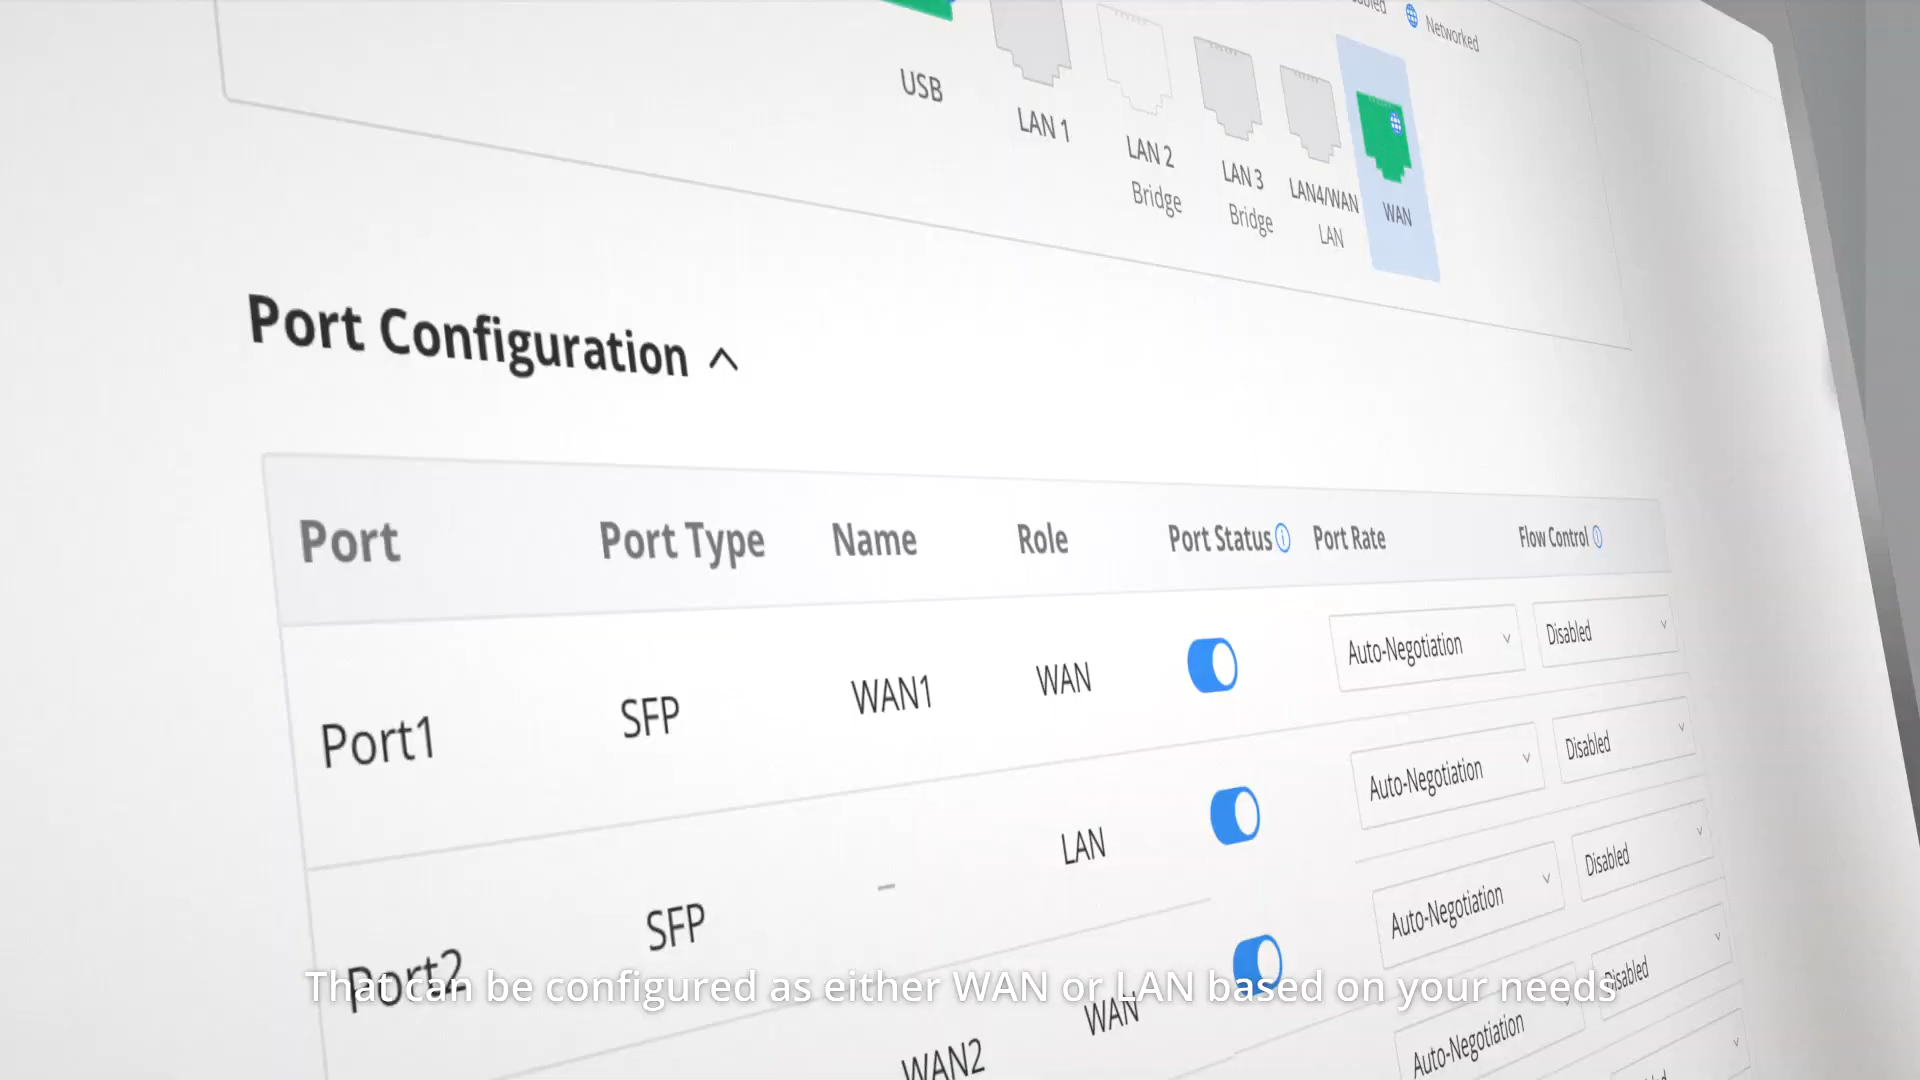 Networked
USB
LAN 1
LAN 2
Bridge
LAN 3
Bridge
LAN4/WAN
LAN
WAN
Port Configuration
Port Port Type Name Role Port Status Port Rate Flow Control
Port1 SFP WAN1 WAN Auto-Negotiation Disabled
Port2 SFP – LAN Auto-Negotiation Disabled
WAN2 WAN Auto-Negotiation Disabled
Auto-Negotiation Disabled
That can be configured as either WAN or LAN based on your needs